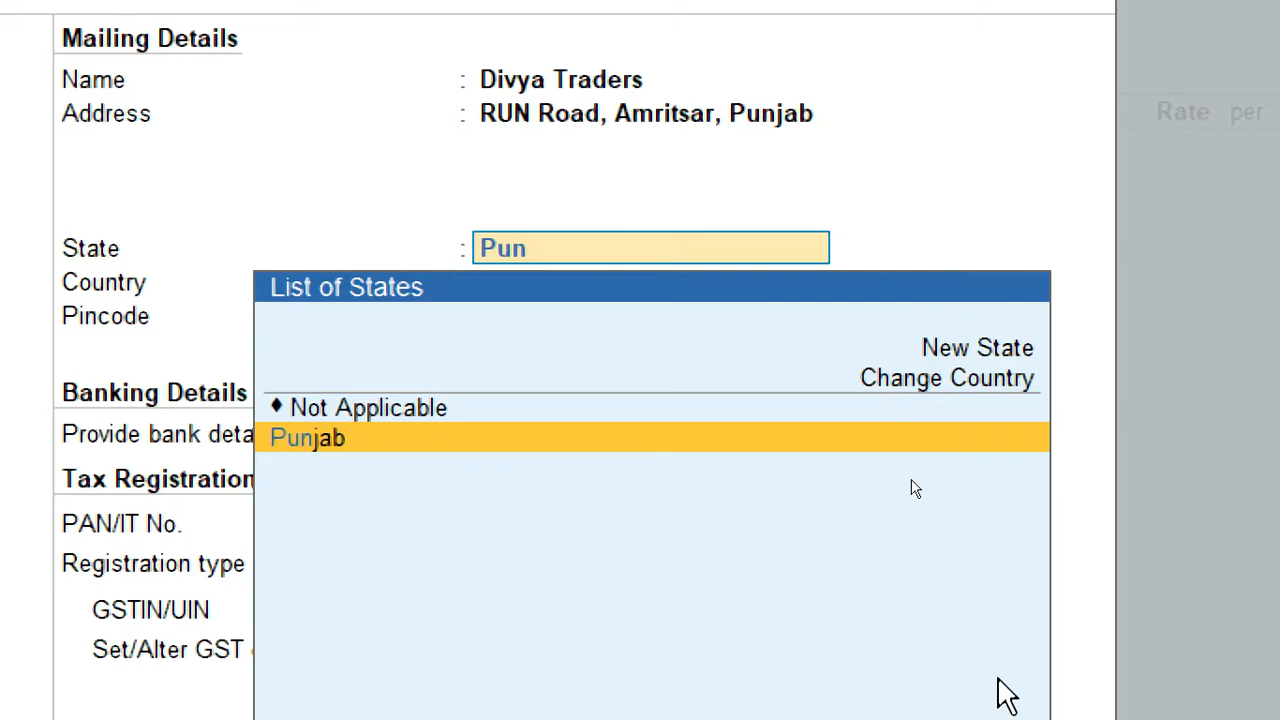 Mailing Details
Name : Divya Traders
Address : RUN Road, Amritsar, Punjab
Rate per
State : Pun
Country
Pincode
List of States
New State
Change Country
♦ Not Applicable
Punjab
Banking Details
Provide bank deta
Tax Registration
PAN/IT No.
Registration type
GSTIN/UIN
Set/Alter GST